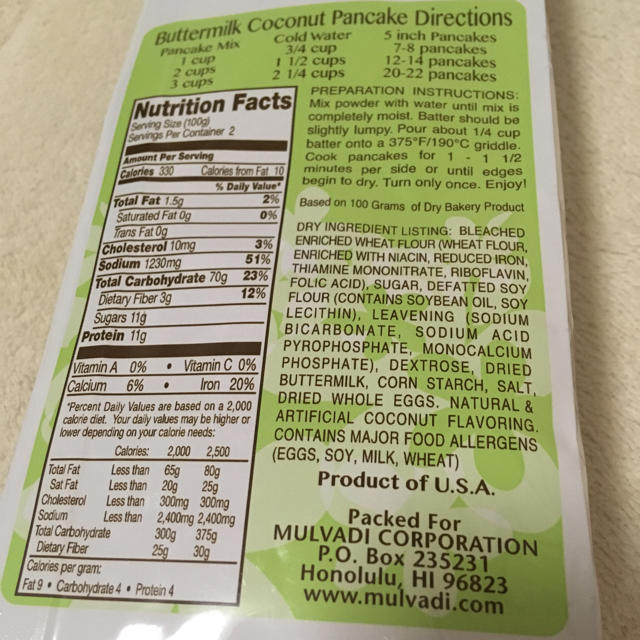 Buttermilk Coconut Pancake Directions
Pancake Mix Cold Water 5 inch Pancakes
1 cup 3/4 cup 7-8 pancakes
2 cups 1 1/2 cups 12-14 pancakes
3 cups 2 1/4 cups 20-22 pancakes
Nutrition Facts
Serving Size (100g)
Servings Per Container 2
Amount Per Serving
Calories 330 Calories from Fat 10
% Daily Value*
Total Fat 1.5g 2%
Saturated Fat 0g 0%
Trans Fat 0g
Cholesterol 10mg 3%
Sodium 1230mg 51%
Total Carbohydrate 70g 23%
Dietary Fiber 3g 12%
Sugars 11g
Protein 11g
Vitamin A 0% • Vitamin C 0%
Calcium 6% • Iron 20%
*Percent Daily Values are based on a 2,000
calorie diet. Your daily values may be higher or
lower depending on your calorie needs:
Calories: 2,000 2,500
Total Fat Less than 65g 80g
Sat Fat Less than 20g 25g
Cholesterol Less than 300mg 300mg
Sodium Less than 2,400mg 2,400mg
Total Carbohydrate 300g 375g
Dietary Fiber 25g 30g
Calories per gram:
Fat 9 • Carbohydrate 4 • Protein 4
PREPARATION INSTRUCTIONS:
Mix powder with water until mix is
completely moist. Batter should be
slightly lumpy. Pour about 1/4 cup
batter onto a 375°F/190°C griddle.
Cook pancakes for 1 - 1 1/2
minutes per side or until edges
begin to dry. Turn only once. Enjoy!
Based on 100 Grams of Dry Bakery Product
DRY INGREDIENT LISTING: BLEACHED
ENRICHED WHEAT FLOUR (WHEAT FLOUR,
ENRICHED WITH NIACIN, REDUCED IRON,
THIAMINE MONONITRATE, RIBOFLAVIN,
FOLIC ACID), SUGAR, DEFATTED SOY
FLOUR (CONTAINS SOYBEAN OIL, SOY
LECITHIN), LEAVENING (SODIUM
BICARBONATE, SODIUM ACID
PYROPHOSPHATE, MONOCALCIUM
PHOSPHATE), DEXTROSE, DRIED
BUTTERMILK, CORN STARCH, SALT,
DRIED WHOLE EGGS. NATURAL &
ARTIFICIAL COCONUT FLAVORING.
CONTAINS MAJOR FOOD ALLERGENS
(EGGS, SOY, MILK, WHEAT)
Product of U.S.A.
Packed For
MULVADI CORPORATION
P.O. Box 235231
Honolulu, HI 96823
www.mulvadi.com